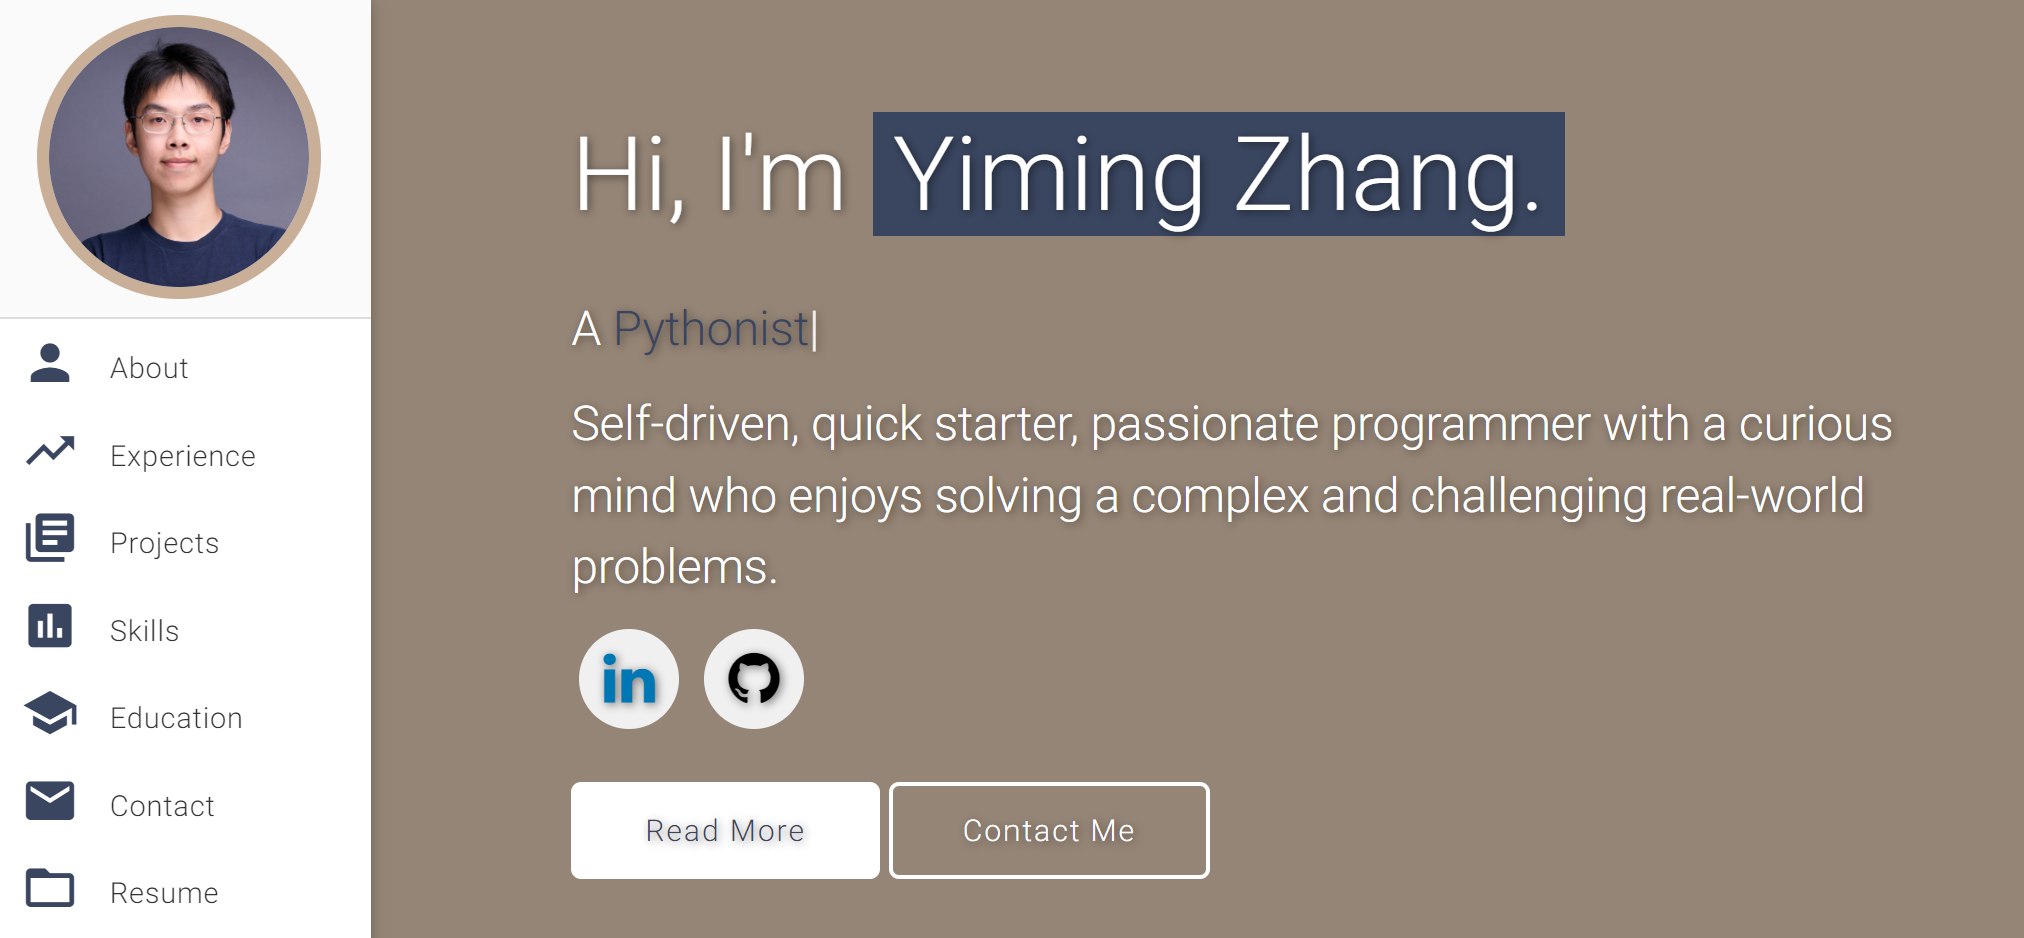 About
Experience
Projects
Skills
Education
Contact
Resume
Hi, I'm Yiming Zhang.
A Pythonist|
Self-driven, quick starter, passionate programmer with a curious
mind who enjoys solving a complex and challenging real-world
problems.
in
Read More
Contact Me